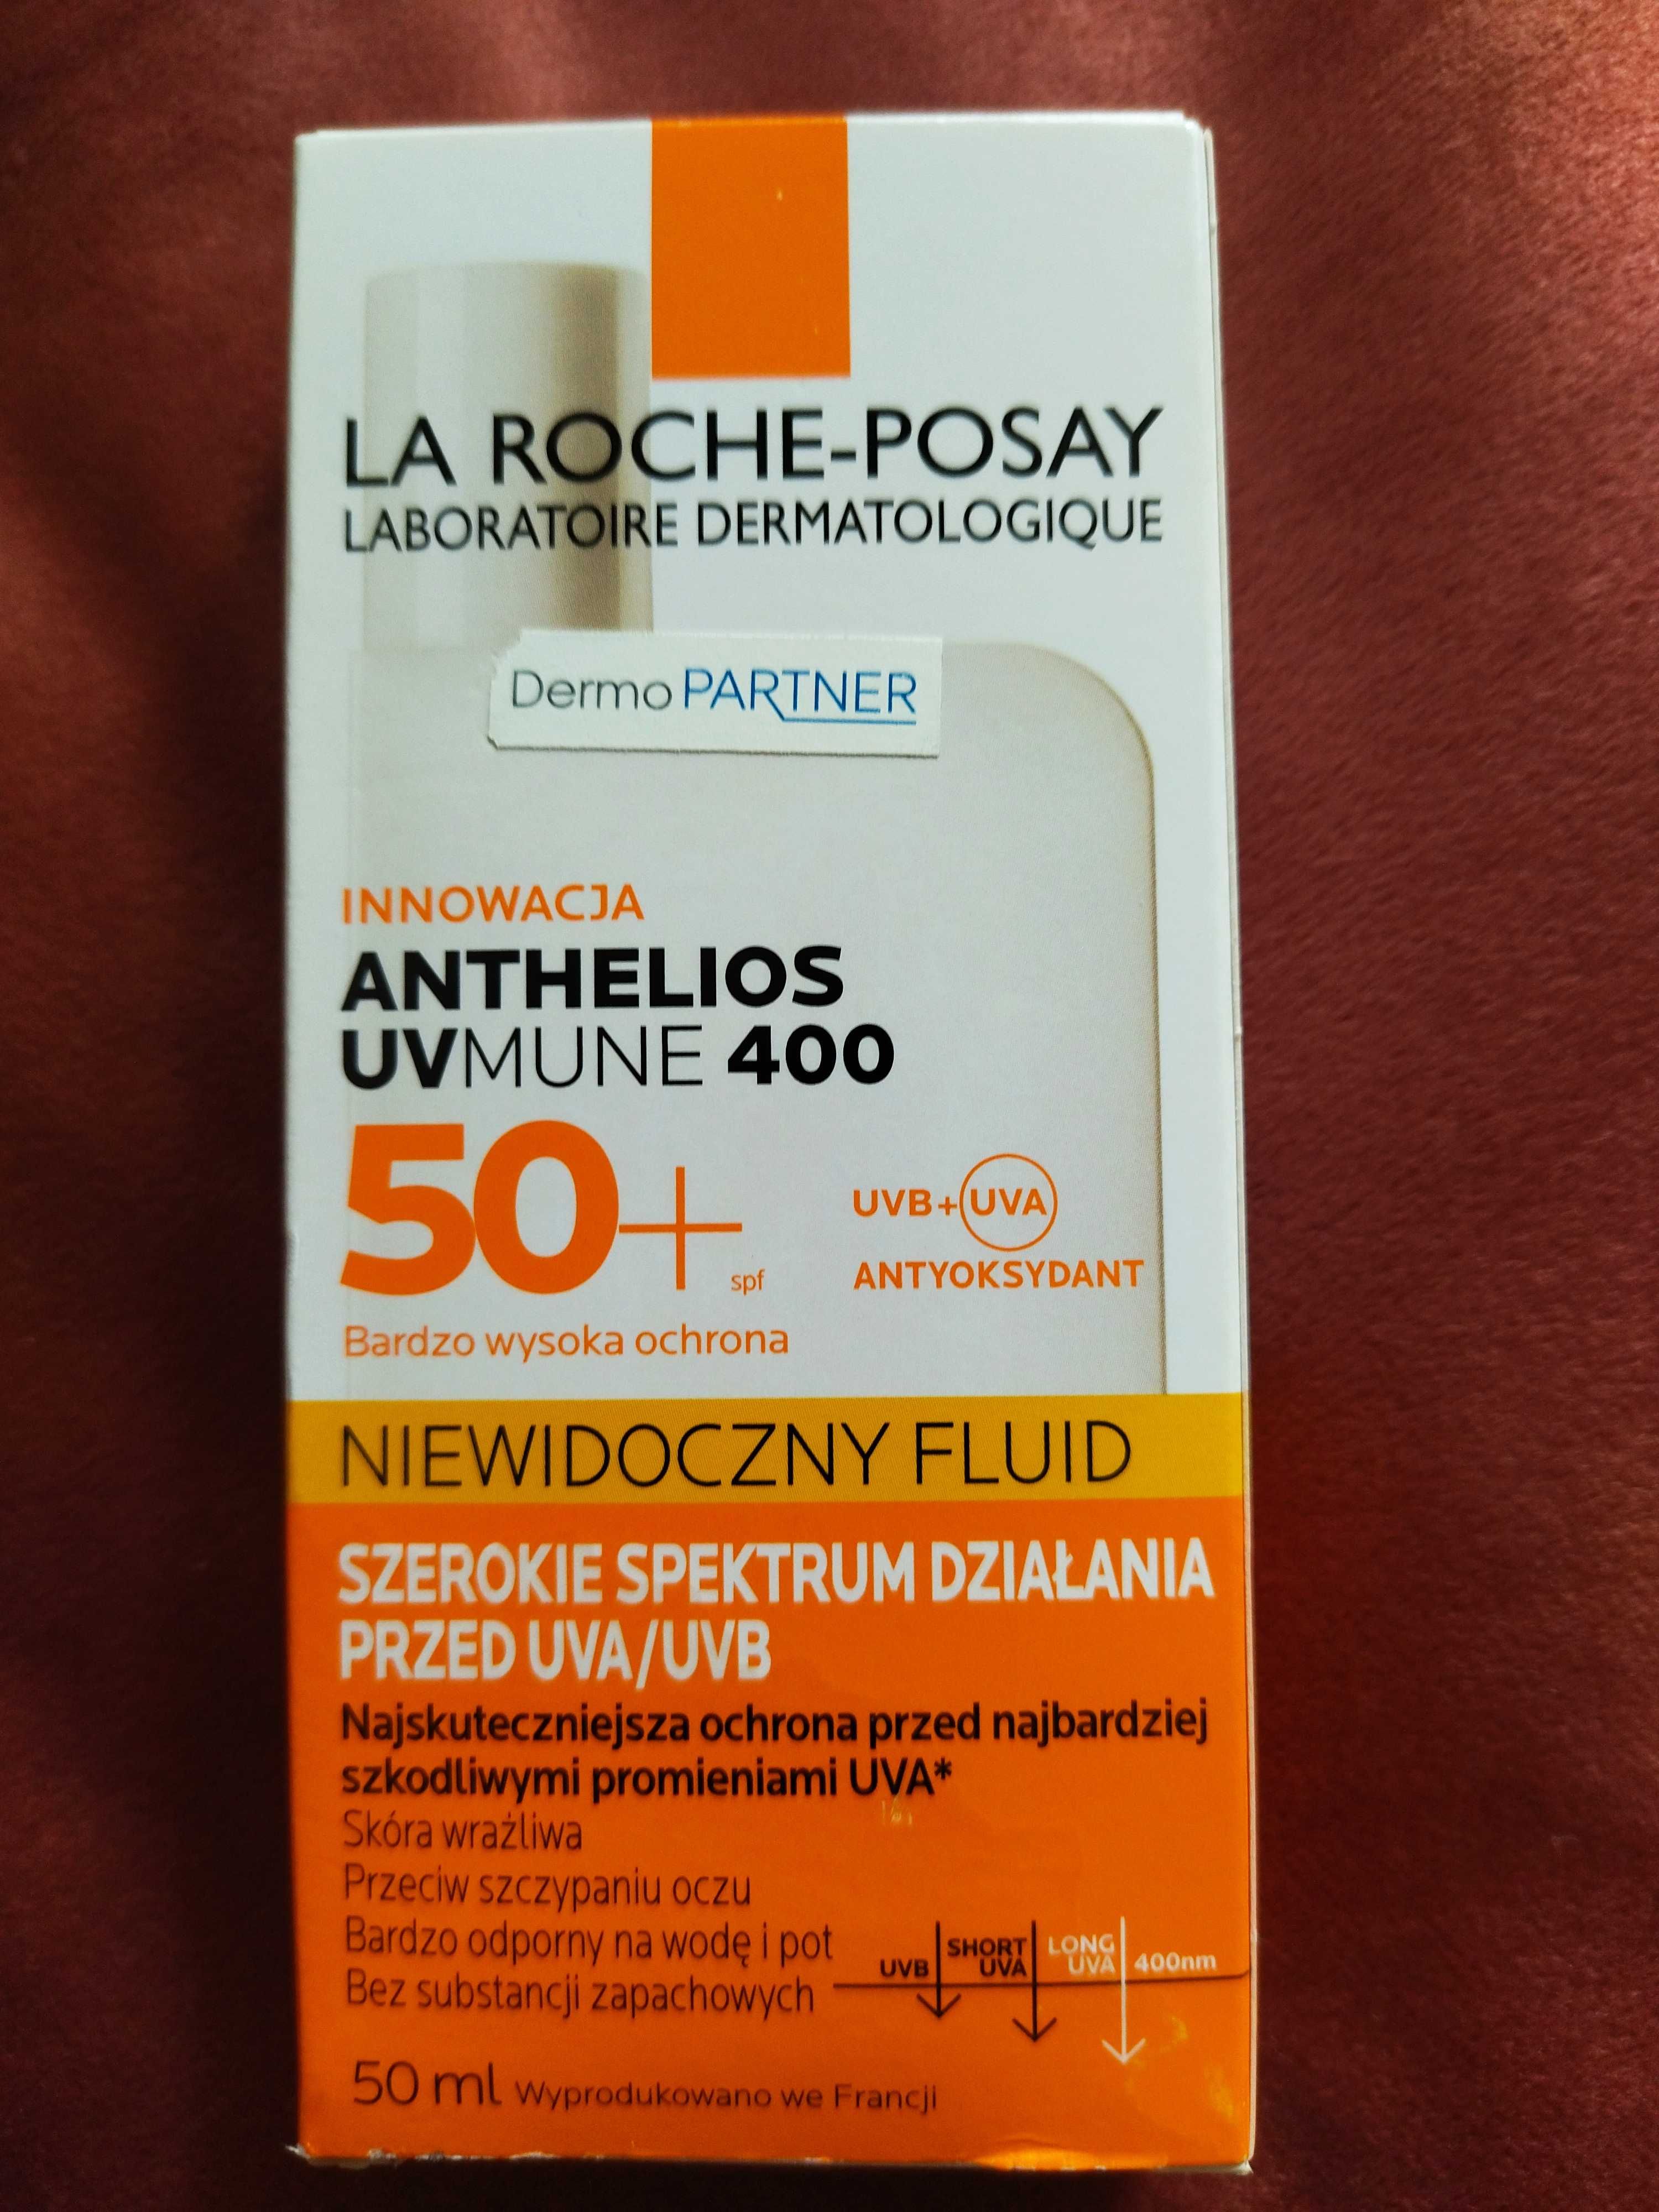 LA ROCHE-POSAY
LABORATOIRE DERMATOLOGIQUE
Dermo PARTNER
INNOWACJA
ANTHELIOS
UVMUNE 400
50+ spf
UVB+UVA
ANTYOKSYDANT
Bardzo wysoka ochrona
NIEWIDOCZNY FLUID
SZEROKIE SPEKTRUM DZIAŁANIA
PRZED UVA/UVB
Najskuteczniejsza ochrona przed najbardziej
szkodliwymi promieniami UVA*
Skóra wrażliwa
Przeciw szczypaniu oczu
Bardzo odporny na wodę i pot
Bez substancji zapachowych
UVB
SHORT
UVA
LONG
UVA
400nm
50 ml Wyprodukowano we Francji